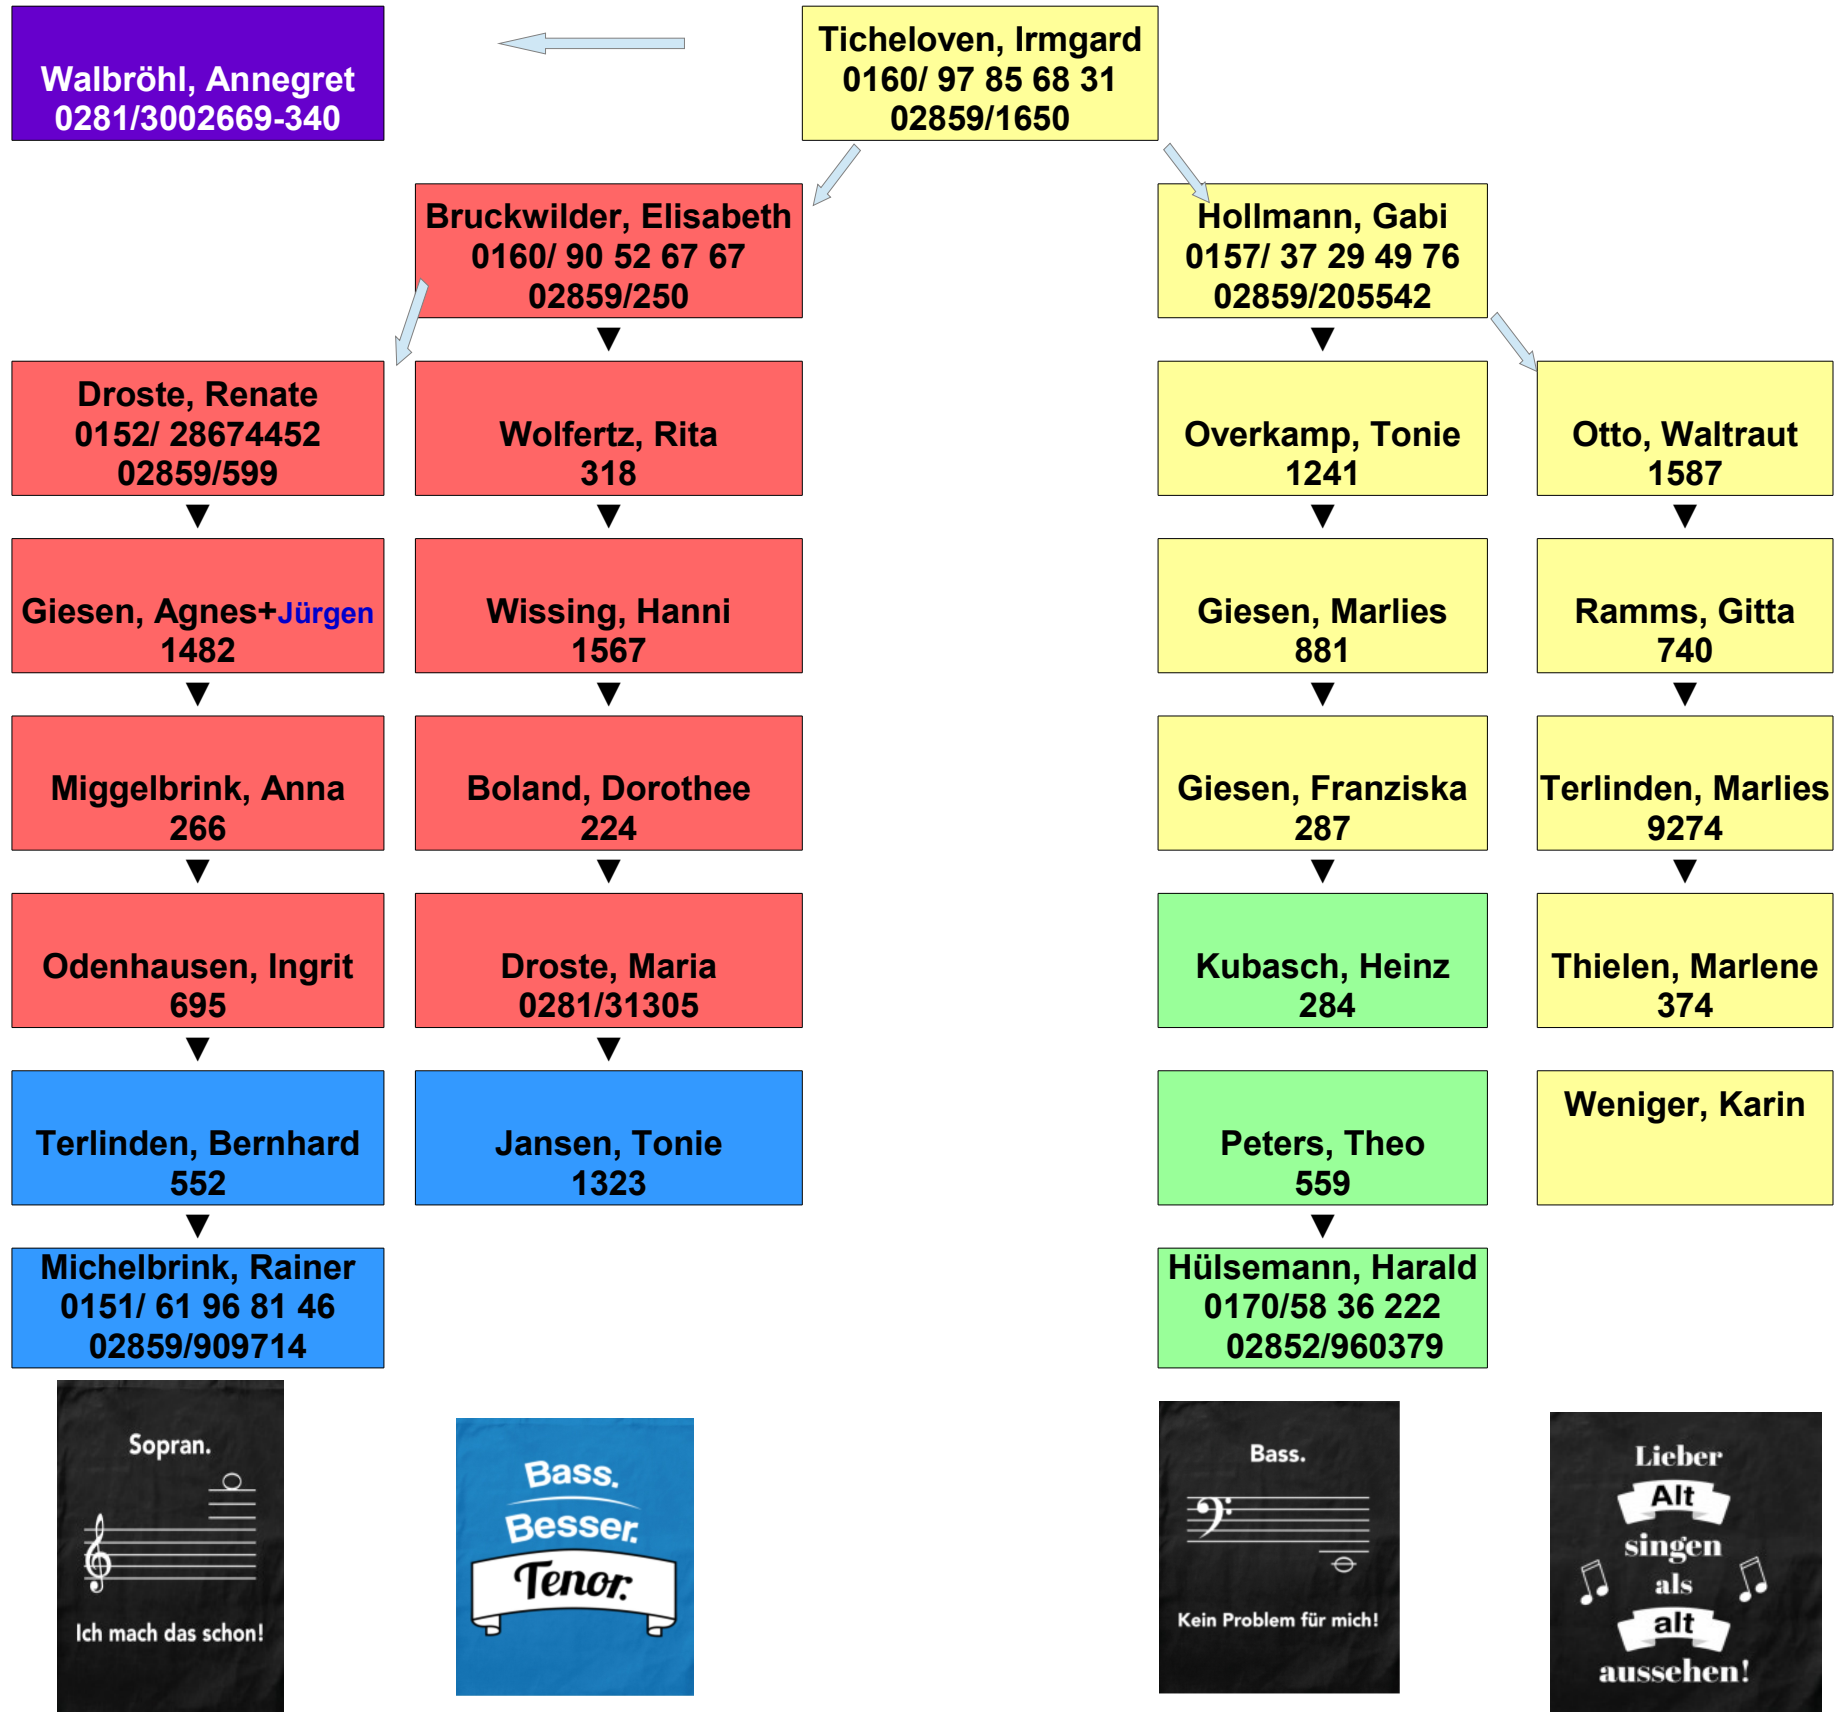 Walbröhl, Annegret
0281/3002669-340
Ticheloven, Irmgard
0160/ 97 85 68 31
02859/1650
Bruckwilder, Elisabeth
0160/ 90 52 67 67
02859/250
Hollmann, Gabi
0157/ 37 29 49 76
02859/205542
Droste, Renate
0152/ 28674452
02859/599
Wolfertz, Rita
318
Overkamp, Tonie
1241
Otto, Waltraut
1587
Giesen, Agnes+Jürgen
1482
Wissing, Hanni
1567
Giesen, Marlies
881
Ramms, Gitta
740
Miggelbrink, Anna
266
Boland, Dorothee
224
Giesen, Franziska
287
Terlinden, Marlies
9274
Odenhausen, Ingrit
695
Droste, Maria
0281/31305
Kubasch, Heinz
284
Thielen, Marlene
374
Terlinden, Bernhard
552
Jansen, Tonie
1323
Peters, Theo
559
Weniger, Karin
Michelbrink, Rainer
0151/ 61 96 81 46
02859/909714
Hülsemann, Harald
0170/58 36 222
02852/960379
Sopran.
Ich mach das schon!
Bass.
Besser.
Tenor.
Bass.
Kein Problem für mich!
Lieber
Alt
singen
als
alt
aussehen!